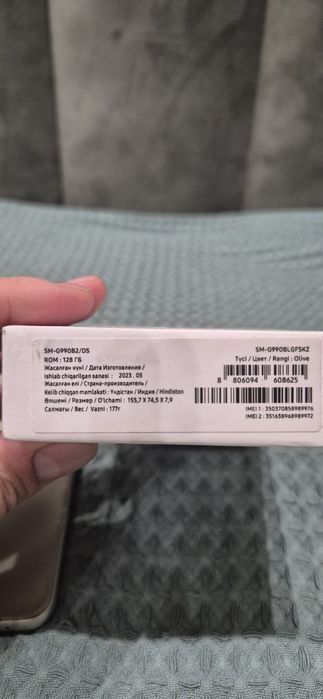 SM-G990B2/DS
ROM : 128 ГБ
Жасалған күні / Дата Изготовления /
Ishlab chiqarilgan sanasi : 2023 . 05
Жасалған елі / Страна-производитель /
Kelib chiqqan mamlakati : Үндістан / Индия / Hindiston
Өлшемі / Размер / O'lchami : 155,7 X 74,5 X 7,9
Салмағы / Вес / Vazni : 177г
SM-G990BLGFSKZ
Түсі / Цвет / Rangi : Olive
8 806094 608625
IMEI 1 : 350370858989976
IMEI 2 : 351638968989972